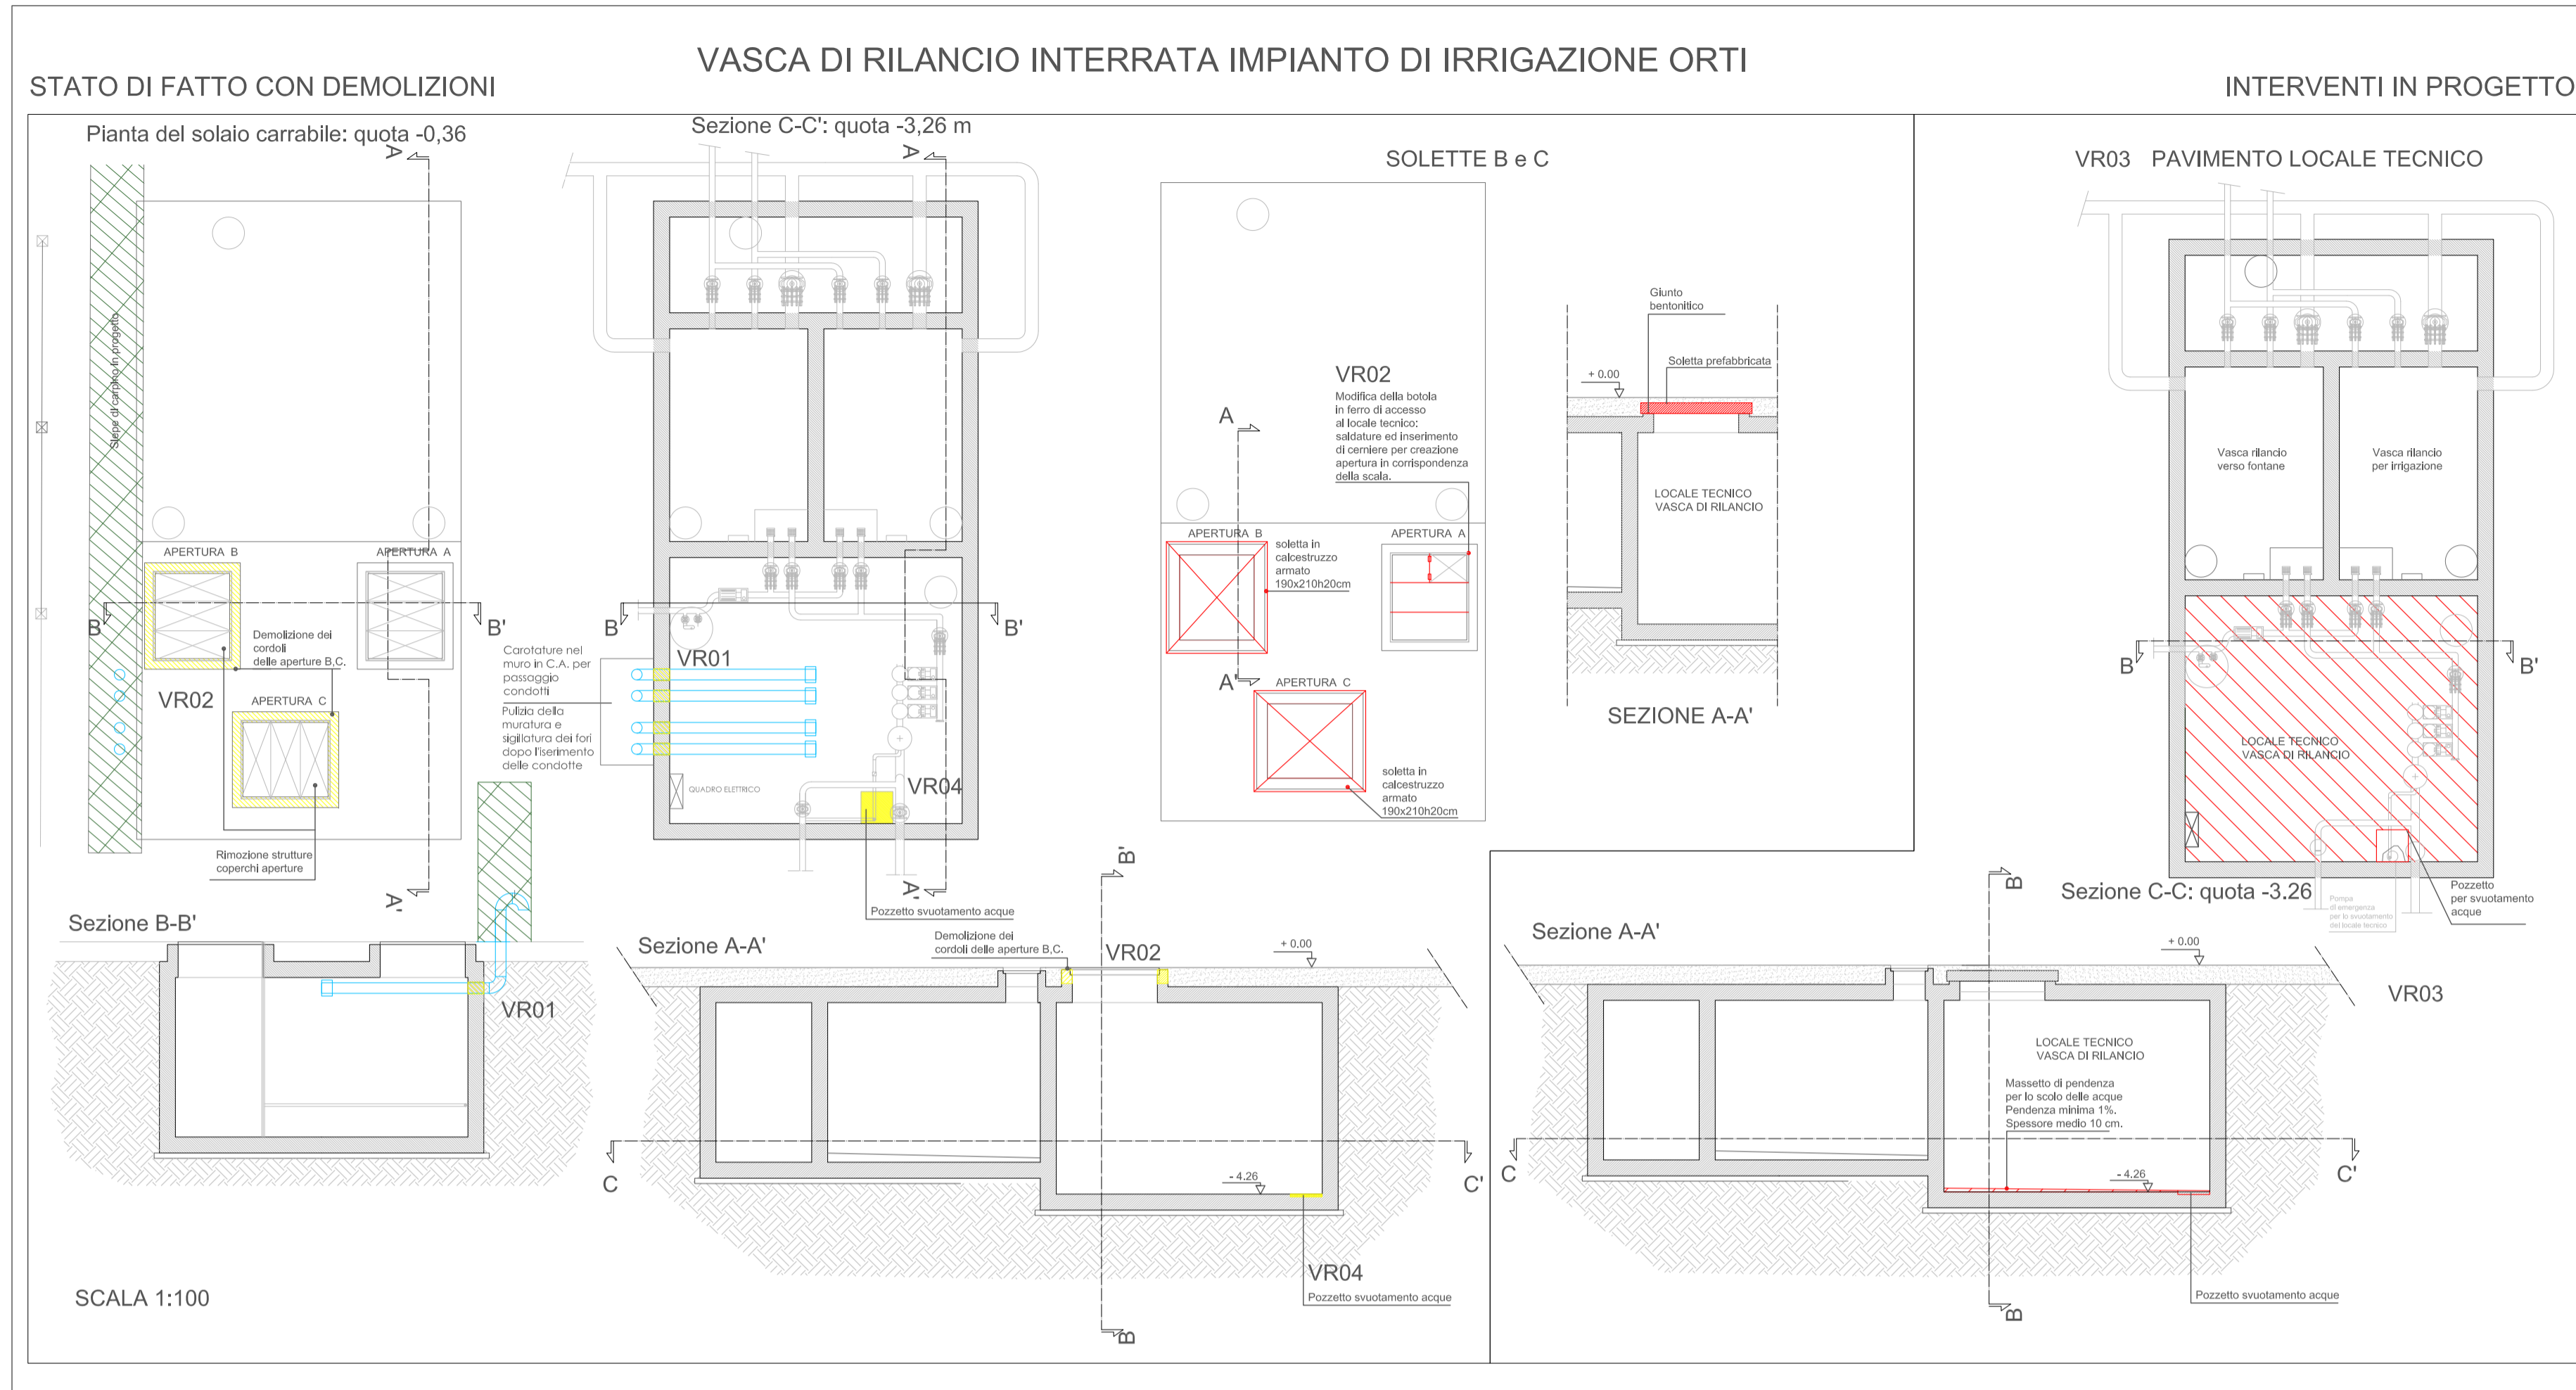 VASCA DI RILANCIO INTERRATA IMPIANTO DI IRRIGAZIONE ORTI
STATO DI FATTO CON DEMOLIZIONI
INTERVENTI IN PROGETTO
Pianta del solaio carrabile: quota -0,36
A
Siepe di carpino in progetto
APERTURA B
APERTURA A
B
B'
Demolizione dei
cordoli
delle aperture B,C.
VR02
APERTURA C
Rimozione strutture
coperchi aperture
A'
Sezione C-C': quota -3,26 m
A
B
B'
Carotature nel
muro in C.A. per
passaggio
condotti
Pulizia della
muratura e
sigillatura dei fori
dopo l'iserimento
delle condotte
VR01
QUADRO ELETTRICO
VR04
A'
Pozzetto svuotamento acque
SOLETTE B e C
VR02
Modifica della botola
in ferro di accesso
al locale tecnico:
saldature ed inserimento
di cerniere per creazione
apertura in corrispondenza
della scala.
A
APERTURA B
APERTURA A
soletta in
calcestruzzo
armato
190x210h20cm
A'
APERTURA C
soletta in
calcestruzzo
armato
190x210h20cm
Giunto
bentonitico
Soletta prefabbricata
+ 0.00
LOCALE TECNICO
VASCA DI RILANCIO
SEZIONE A-A'
VR03 PAVIMENTO LOCALE TECNICO
Vasca rilancio
verso fontane
Vasca rilancio
per irrigazione
B
B'
LOCALE TECNICO
VASCA DI RILANCIO
Sezione C-C: quota -3.26
Pompa
di emergenza
per lo svuotamento
del locale tecnico
Pozzetto
per svuotamento
acque
Sezione B-B'
VR01
SCALA 1:100
Sezione A-A'
Demolizione dei
cordoli delle aperture B,C.
VR02
B'
+ 0.00
C
C'
- 4.26
VR04
Pozzetto svuotamento acque
B
Sezione A-A'
B
+ 0.00
VR03
LOCALE TECNICO
VASCA DI RILANCIO
Massetto di pendenza
per lo scolo delle acque
Pendenza minima 1%.
Spessore medio 10 cm.
C
C'
- 4.26
Pozzetto svuotamento acque
B